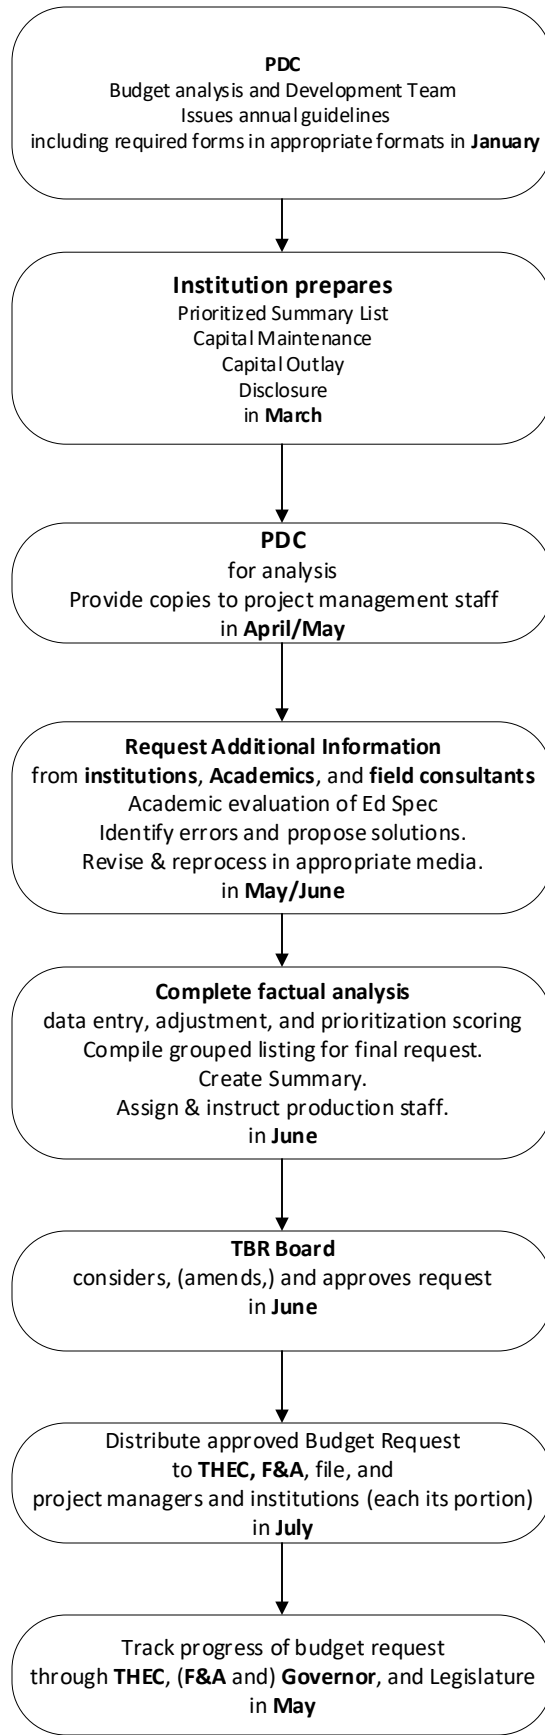 PDC
Budget analysis and Development Team
Issues annual guidelines
including required forms in appropriate formats in January
Institution prepares
Prioritized Summary List
Capital Maintenance
Capital Outlay
Disclosure
in March
PDC
for analysis
Provide copies to project management staff
in April/May
Request Additional Information
from institutions, Academics, and field consultants
Academic evaluation of Ed Spec
Identify errors and propose solutions.
Revise & reprocess in appropriate media.
in May/June
Complete factual analysis
data entry, adjustment, and prioritization scoring
Compile grouped listing for final request.
Create Summary.
Assign & instruct production staff.
in June
TBR Board
considers, (amends,) and approves request
in June
Distribute approved Budget Request
to THEC, F&A, file, and
project managers and institutions (each its portion)
in July
Track progress of budget request
through THEC, (F&A and) Governor, and Legislature
in May